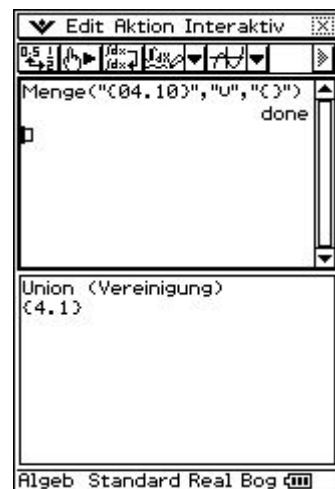 Edit Aktion Interaktiv
Menge("{04.10}","∪","{}")
done
Union (Vereinigung)
{4.1}
Algeb Standard Real Bog